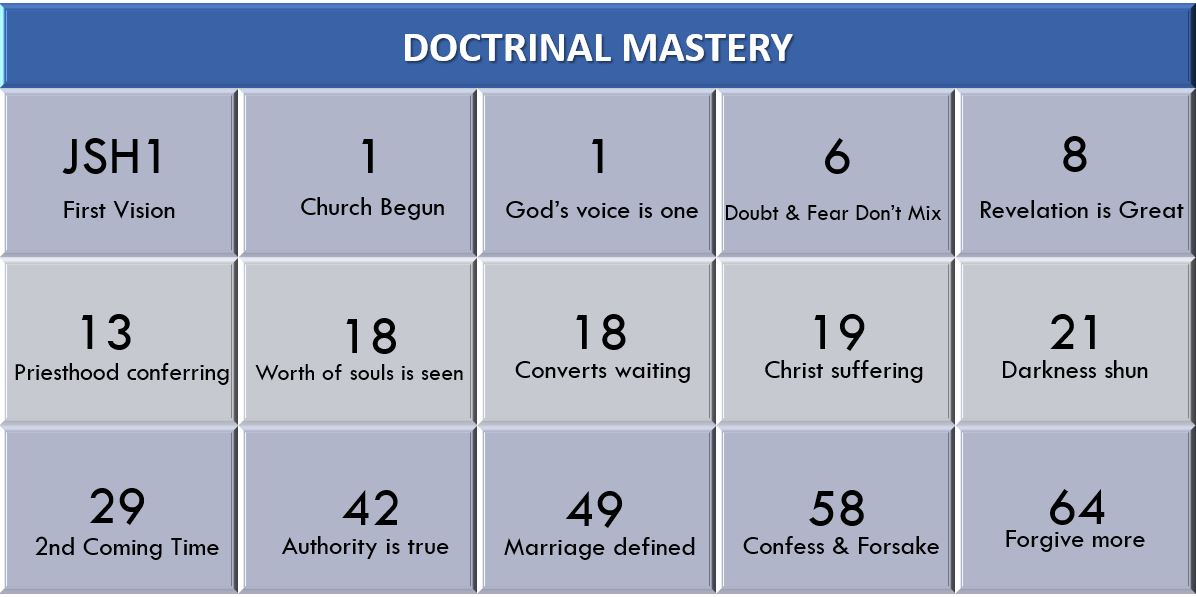 DOCTRINAL MASTERY
JSH1
First Vision
1
Church Begun
1
God's voice is one
6
Doubt & Fear Don't Mix
8
Revelation is Great
13
Priesthood conferring
18
Worth of souls is seen
18
Converts waiting
19
Christ suffering
21
Darkness shun
29
2nd Coming Time
42
Authority is true
49
Marriage defined
58
Confess & Forsake
64
Forgive more